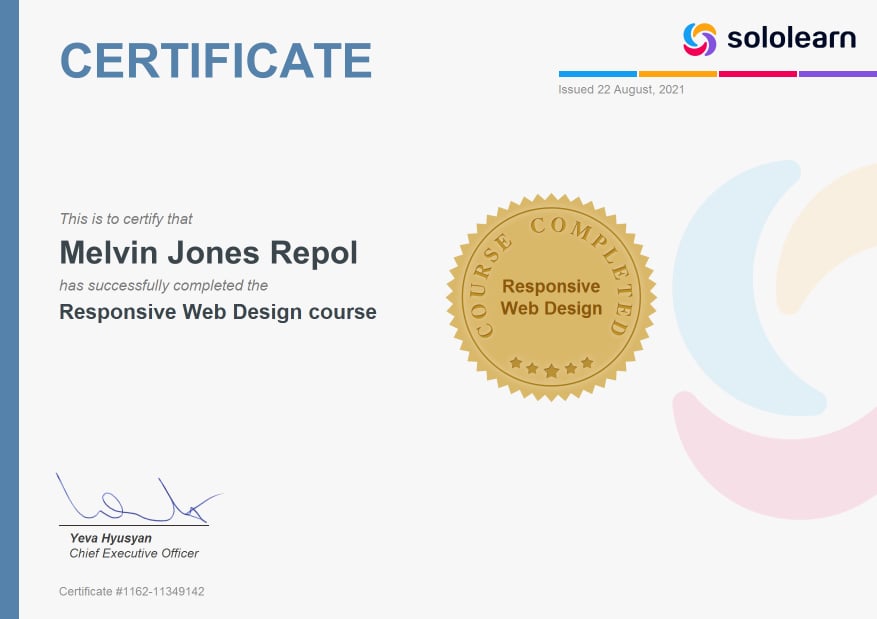 CERTIFICATE
sololearn
Issued 22 August, 2021
This is to certify that
Melvin Jones Repol
has successfully completed the
Responsive Web Design course
COURSE COMPLETED
Responsive
Web Design
Yeva Hyusyan
Chief Executive Officer
Certificate #1162-11349142